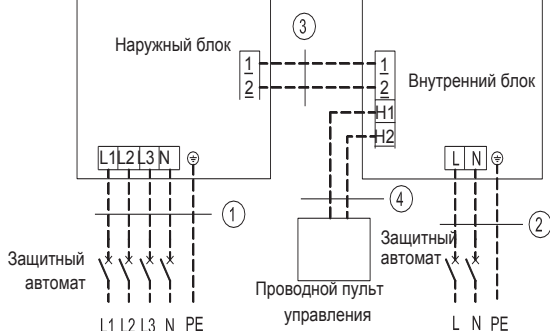 Наружный блок
3
1
2
1
2
H1
H2
Внутренний блок
L1 L2 L3 N
L N
1
4
2
Защитный
автомат
Защитный
автомат
Проводной пульт
управления
L1 L2 L3 N PE
L N PE